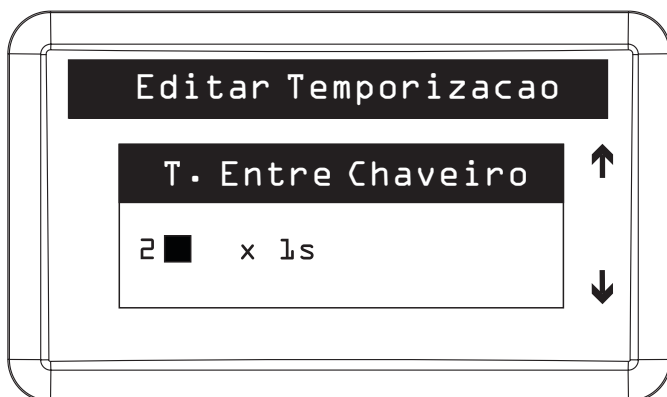 Editar Temporizacao
T. Entre Chaveiro
2■ x 1s